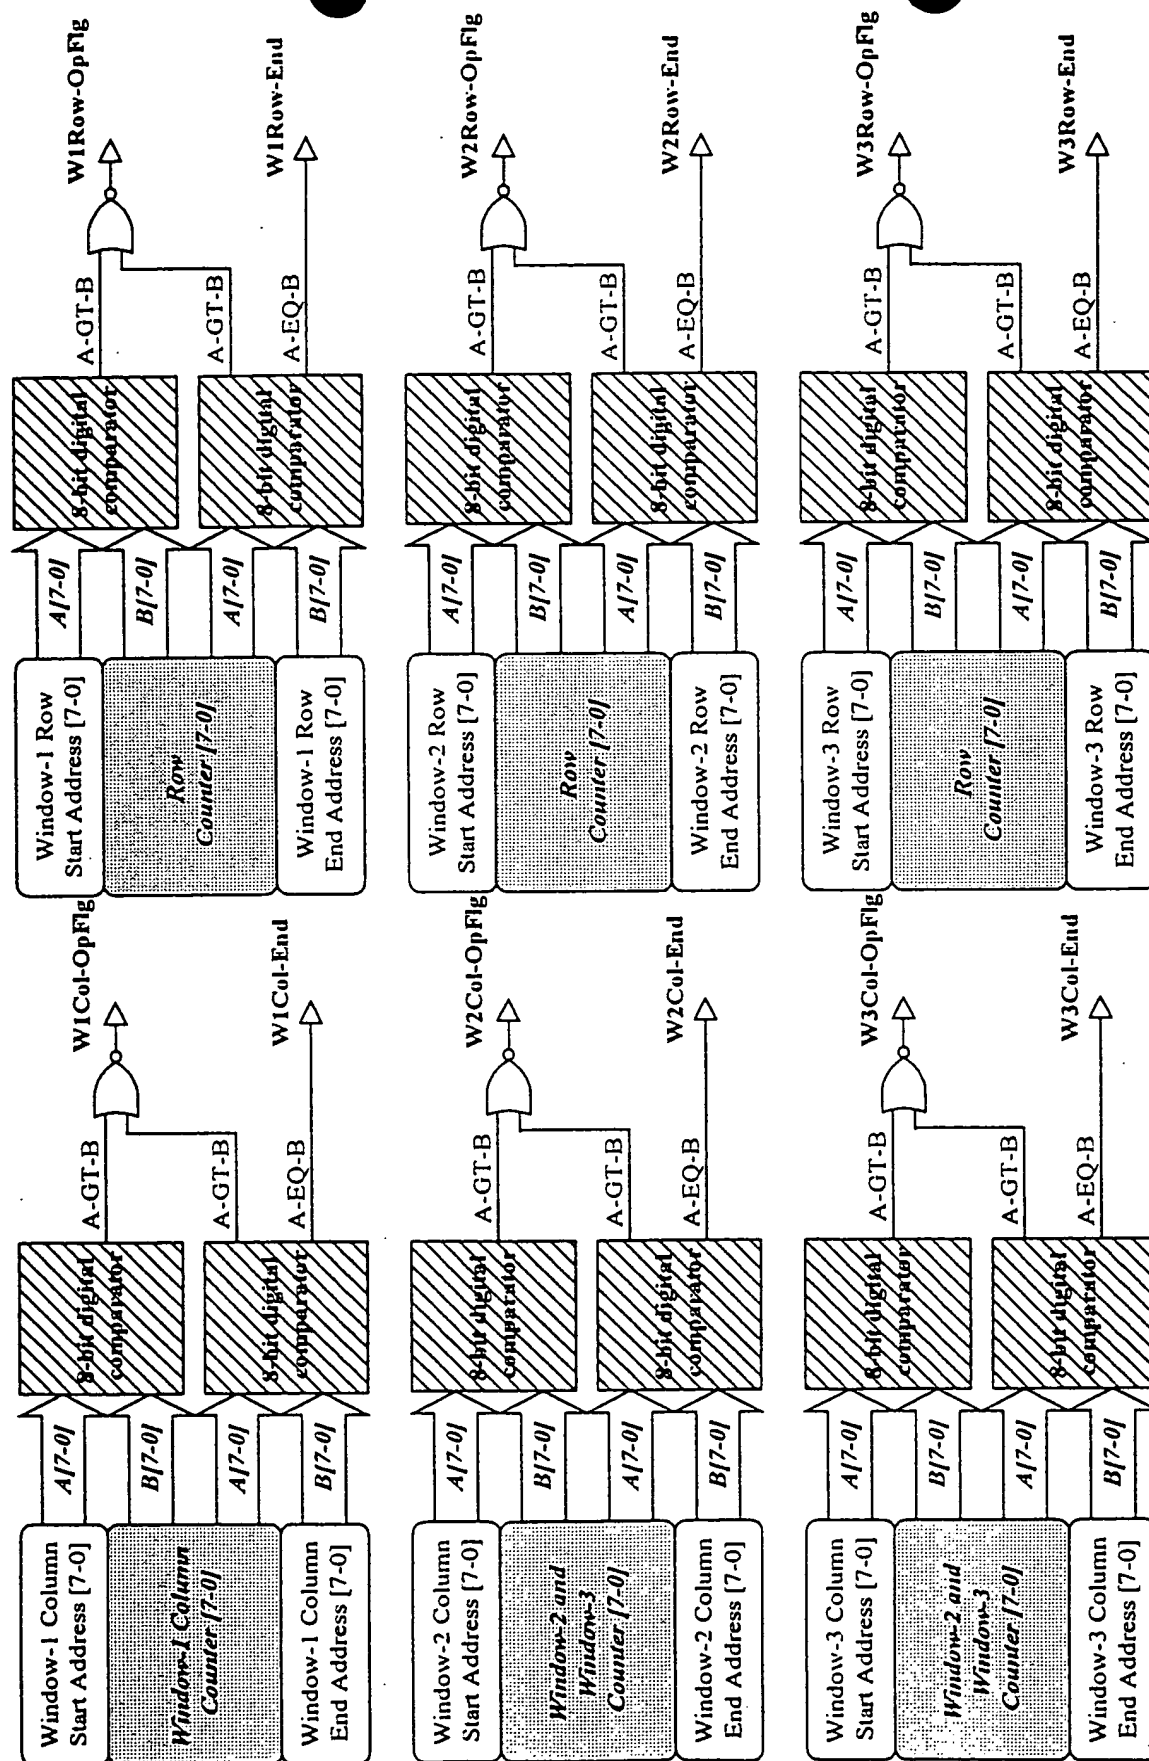 Window-1 Column
Start Address [7-0]
Window-1 Column
Counter [7-0]
Window-1 Column
End Address [7-0]
A[7-0]
B[7-0]
A[7-0]
B[7-0]
8-bit digital
comparator
8-bit digital
comparator
A-GT-B
A-GT-B
A-EQ-B
W1Col-OpFlg
W1Col-End
Window-1 Row
Start Address [7-0]
Row
Counter [7-0]
Window-1 Row
End Address [7-0]
A[7-0]
B[7-0]
A[7-0]
B[7-0]
8-bit digital
comparator
8-bit digital
comparator
A-GT-B
A-GT-B
A-EQ-B
W1Row-OpFlg
W1Row-End
Window-2 Column
Start Address [7-0]
Window-2 and
Window-3
Counter [7-0]
Window-2 Column
End Address [7-0]
A[7-0]
B[7-0]
A[7-0]
B[7-0]
8-bit digital
comparator
8-bit digital
comparator
A-GT-B
A-GT-B
A-EQ-B
W2Col-OpFlg
W2Col-End
Window-2 Row
Start Address [7-0]
Row
Counter [7-0]
Window-2 Row
End Address [7-0]
A[7-0]
B[7-0]
A[7-0]
B[7-0]
8-bit digital
comparator
8-bit digital
comparator
A-GT-B
A-GT-B
A-EQ-B
W2Row-OpFlg
W2Row-End
Window-3 Column
Start Address [7-0]
Window-2 and
Window-3
Counter [7-0]
Window-3 Column
End Address [7-0]
A[7-0]
B[7-0]
A[7-0]
B[7-0]
8-bit digital
comparator
8-bit digital
comparator
A-GT-B
A-GT-B
A-EQ-B
W3Col-OpFlg
W3Col-End
Window-3 Row
Start Address [7-0]
Row
Counter [7-0]
Window-3 Row
End Address [7-0]
A[7-0]
B[7-0]
A[7-0]
B[7-0]
8-bit digital
comparator
8-bit digital
comparator
A-GT-B
A-GT-B
A-EQ-B
W3Row-OpFlg
W3Row-End